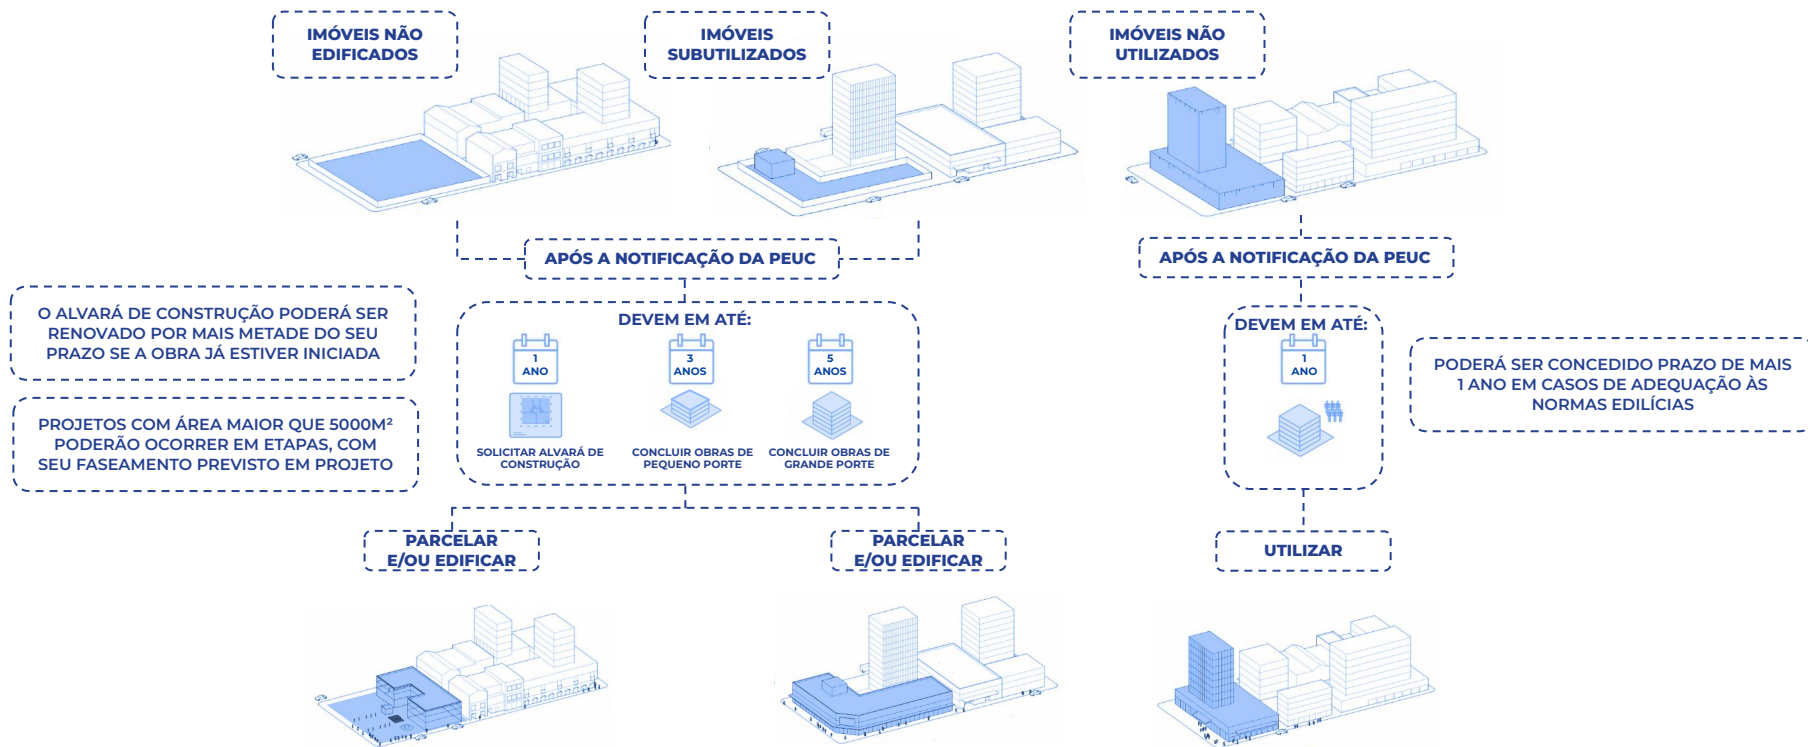 IMÓVEIS NÃO
EDIFICADOS
IMÓVEIS
SUBUTILIZADOS
IMÓVEIS NÃO
UTILIZADOS
APÓS A NOTIFICAÇÃO DA PEUC
APÓS A NOTIFICAÇÃO DA PEUC
O ALVARÁ DE CONSTRUÇÃO PODERÁ SER
RENOVADO POR MAIS METADE DO SEU
PRAZO SE A OBRA JÁ ESTIVER INICIADA
PROJETOS COM ÁREA MAIOR QUE 5000M²
PODERÃO OCORRER EM ETAPAS, COM
SEU FASEAMENTO PREVISTO EM PROJETO
DEVEM EM ATÉ:
1
ANO
SOLICITAR ALVARÁ DE
CONSTRUÇÃO
3
ANOS
CONCLUIR OBRAS DE
PEQUENO PORTE
5
ANOS
CONCLUIR OBRAS DE
GRANDE PORTE
DEVEM EM ATÉ:
1
ANO
PODERÁ SER CONCEDIDO PRAZO DE MAIS
1 ANO EM CASOS DE ADEQUAÇÃO ÀS
NORMAS EDILÍCIAS
PARCELAR
E/OU EDIFICAR
PARCELAR
E/OU EDIFICAR
UTILIZAR